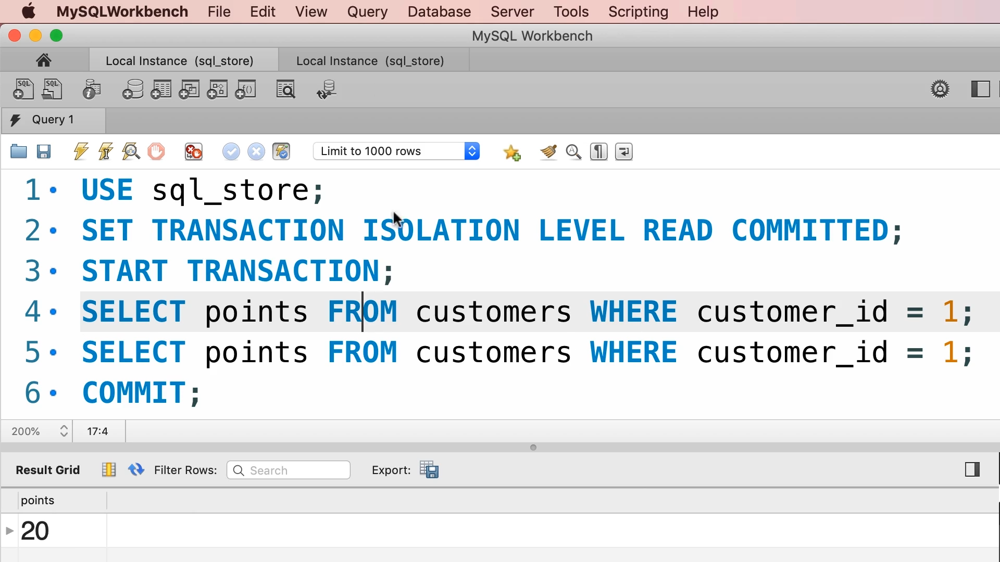 MySQLWorkbench File Edit View Query Database Server Tools Scripting Help
MySQL Workbench
Local Instance (sql_store) Local Instance (sql_store)
SQL SQL
Query 1
Limit to 1000 rows
1 USE sql_store;
2 SET TRANSACTION ISOLATION LEVEL READ COMMITTED;
3 START TRANSACTION;
4 SELECT points FROM customers WHERE customer_id = 1;
5 SELECT points FROM customers WHERE customer_id = 1;
6 COMMIT;
200% 17:4
Result Grid Filter Rows: Search Export:
points
20